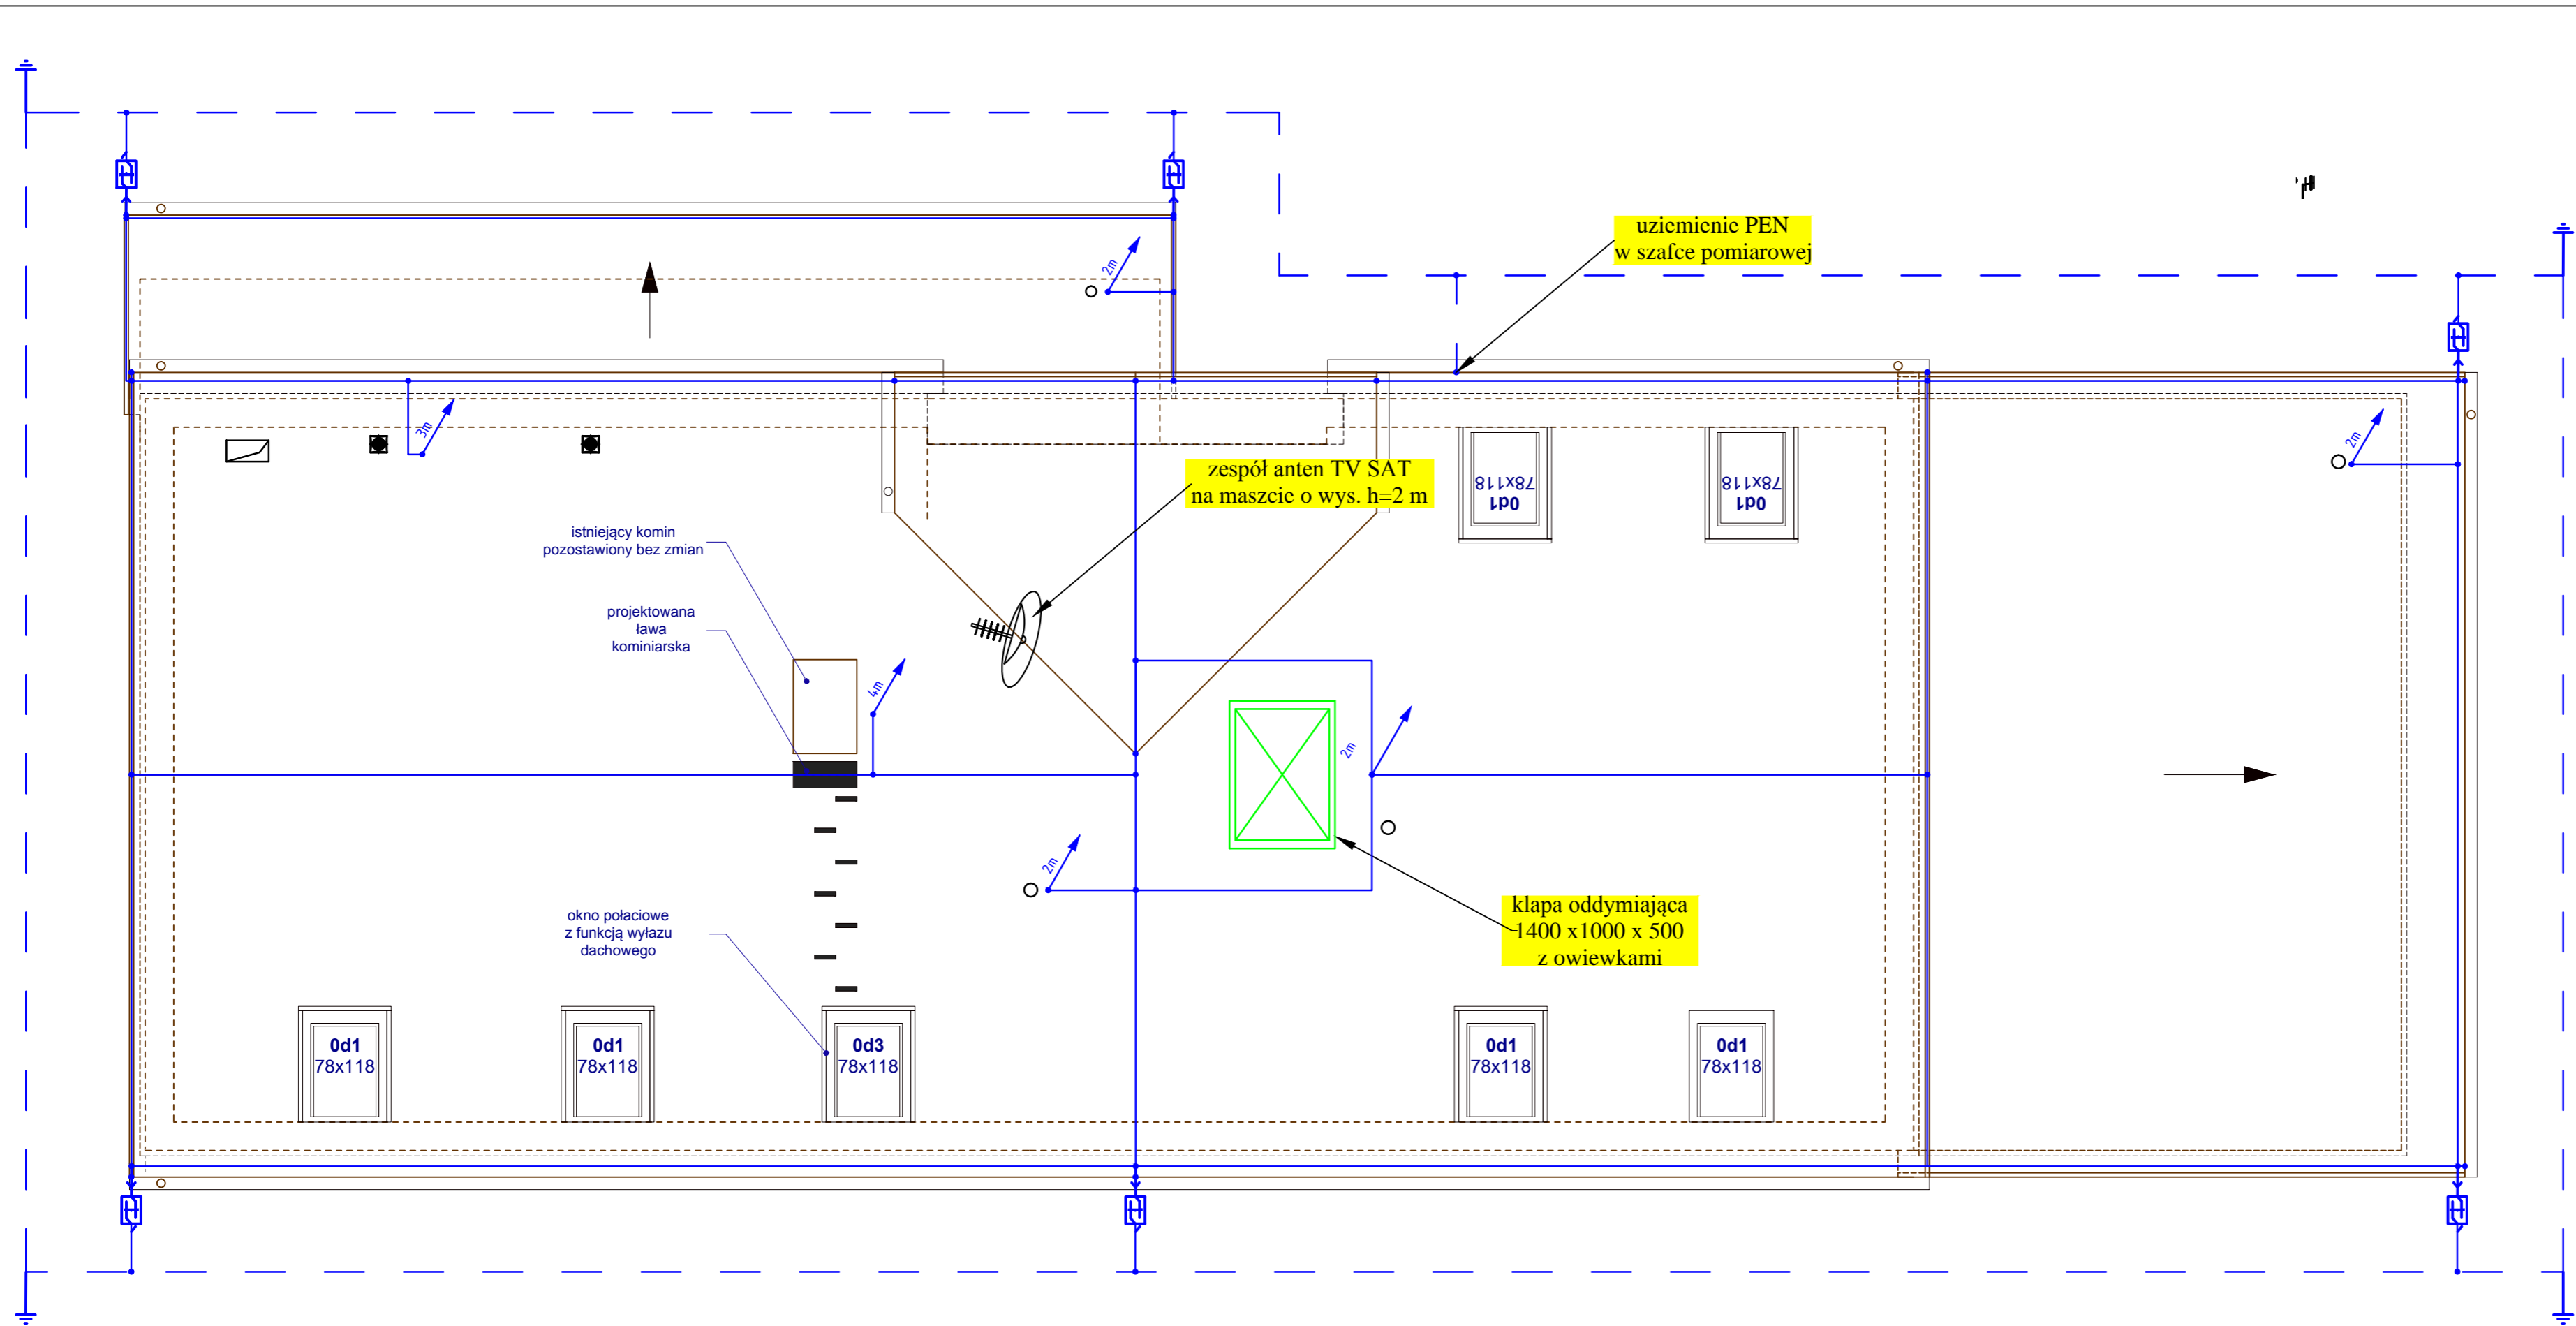 2m
uziemienie PEN
w szafce pomiarowej
3m
2m
zespół anten TV SAT
na maszcie o wys. h=2 m
78x118
0d1
78x118
0d1
istniejący komin
pozostawiony bez zmian
projektowana
ława
kominiarska
4m
2m
2m
klapa oddymiająca
1400 x1000 x 500
z owiewkami
okno połaciowe
z funkcją wyłazu
dachowego
0d1
78x118
0d1
78x118
0d3
78x118
0d1
78x118
0d1
78x118